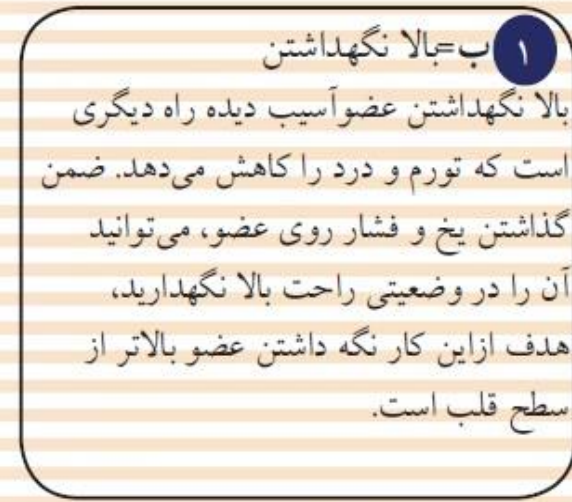 ۱ ب=بالا نگهداشتن
بالا نگهداشتن عضوآسیب دیده راه دیگری
است که تورم و درد را کاهش می‌دهد. ضمن
گذاشتن یخ و فشار روی عضو، می‌توانید
آن را در وضعیتی راحت بالا نگهدارید،
هدف ازاین کار نگه داشتن عضو بالاتر از
سطح قلب است.